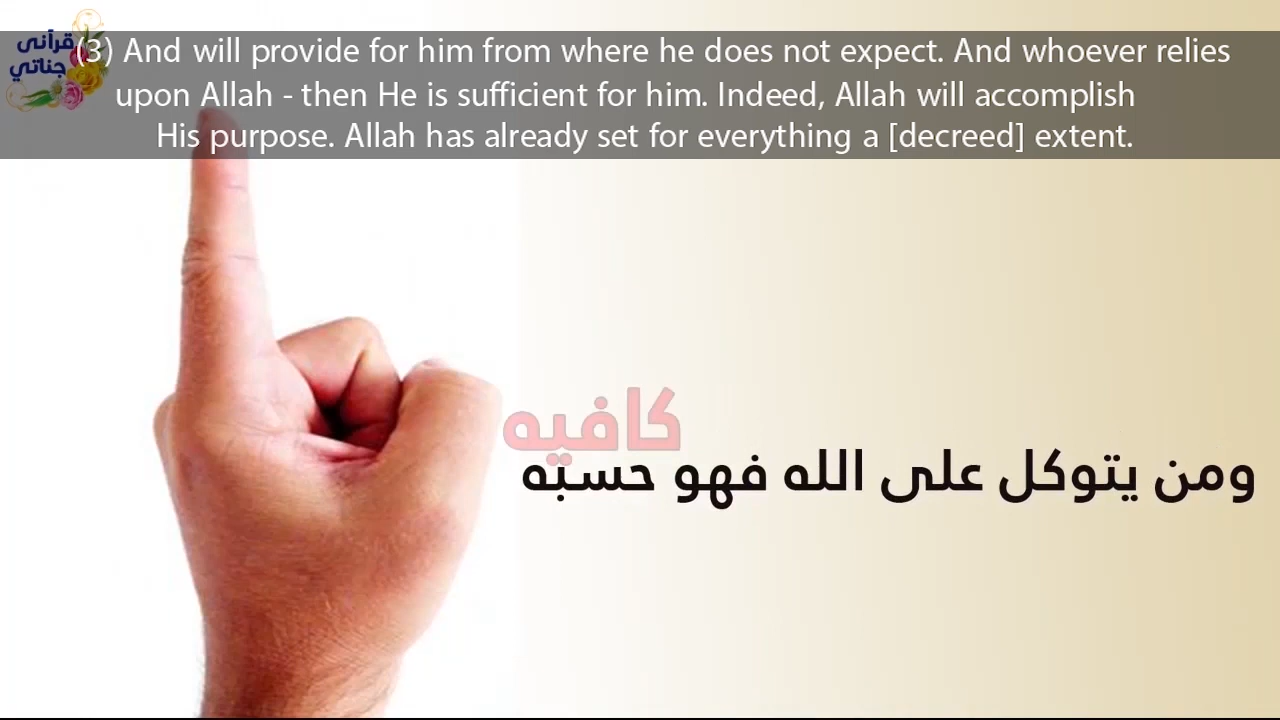 قرآنى
جناتي
(3) And will provide for him from where he does not expect. And whoever relies
upon Allah - then He is sufficient for him. Indeed, Allah will accomplish
His purpose. Allah has already set for everything a [decreed] extent.
كافيه
ومن يتوكل على الله فهو حسبه